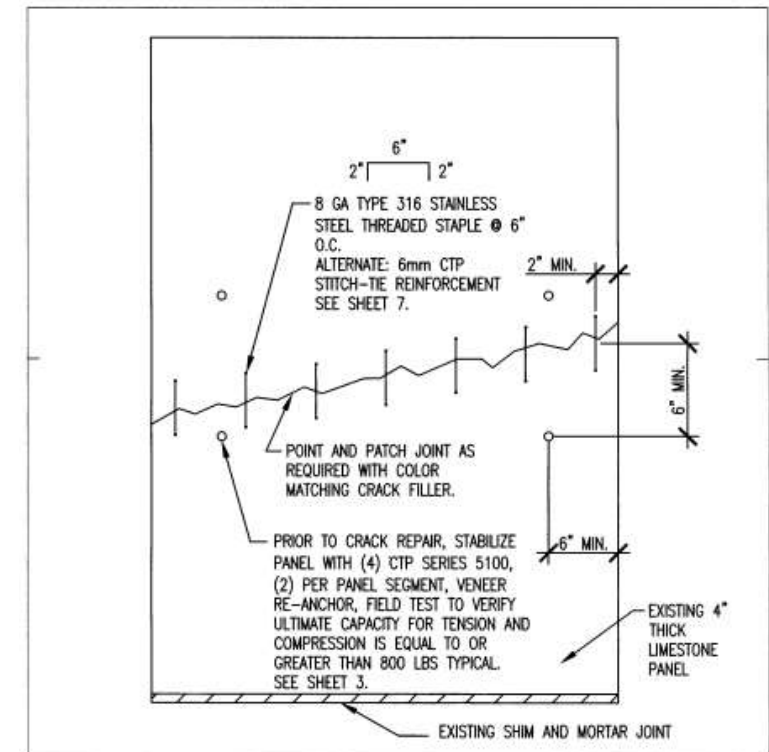 6"
2" 2"
8 GA TYPE 316 STAINLESS
STEEL THREADED STAPLE @ 6"
O.C.
ALTERNATE: 6mm CTP
STITCH-TIE REINFORCEMENT
SEE SHEET 7.
2" MIN.
6" MIN.
POINT AND PATCH JOINT AS
REQUIRED WITH COLOR
MATCHING CRACK FILLER.
6" MIN.
PRIOR TO CRACK REPAIR, STABILIZE
PANEL WITH (4) CTP SERIES 5100,
(2) PER PANEL SEGMENT, VENEER
RE-ANCHOR, FIELD TEST TO VERIFY
ULTIMATE CAPACITY FOR TENSION AND
COMPRESSION IS EQUAL TO OR
GREATER THAN 800 LBS TYPICAL.
SEE SHEET 3.
EXISTING 4"
THICK
LIMESTONE
PANEL
EXISTING SHIM AND MORTAR JOINT